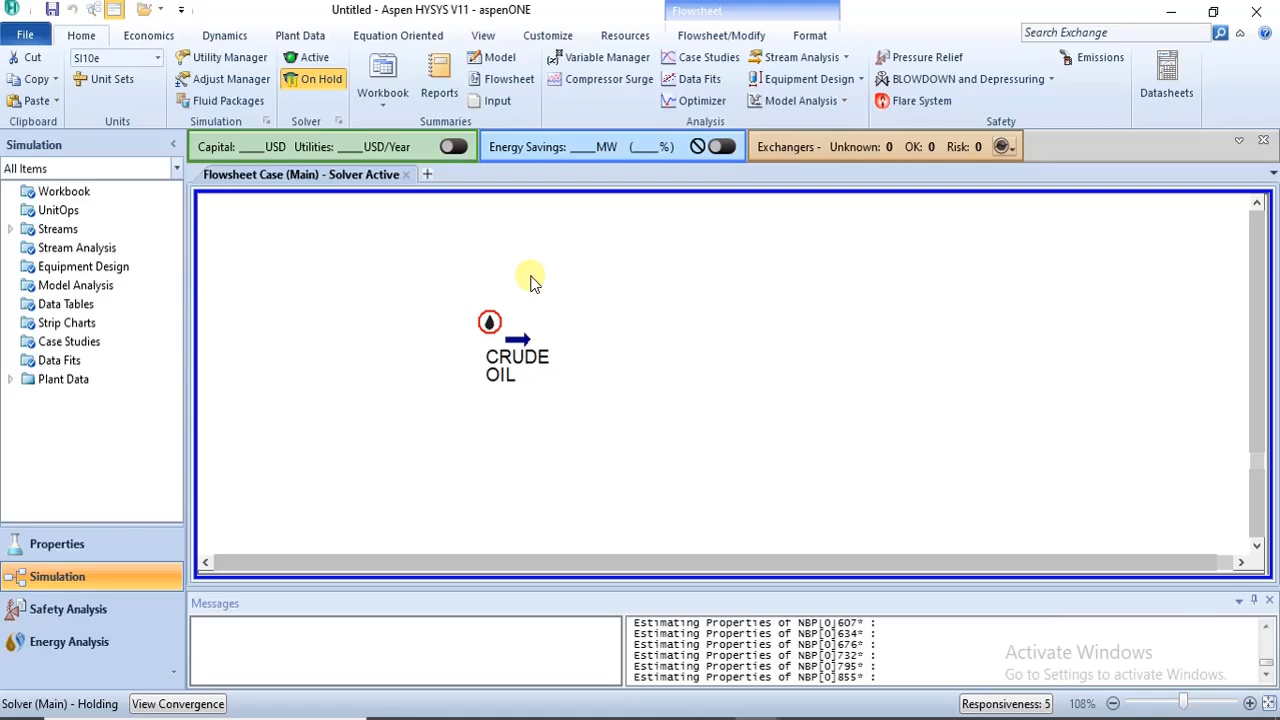 Untitled - Aspen HYSYS V11 - aspenONE
Flowsheet
File Home Economics Dynamics Plant Data Equation Oriented View Customize Resources Flowsheet/Modify Format Search Exchange
Cut SI10e Utility Manager Active Model Variable Manager Case Studies Stream Analysis Pressure Relief Emissions
Copy Unit Sets Adjust Manager On Hold Workbook Reports Flowsheet Compressor Surge Data Fits Equipment Design BLOWDOWN and Depressuring Datasheets
Paste Fluid Packages Input Optimizer Model Analysis Flare System
Clipboard Units Simulation Solver Summaries Analysis Safety
Simulation
Capital: ____USD Utilities: ____USD/Year Energy Savings: ____MW (____%) Exchangers - Unknown: 0 OK: 0 Risk: 0
All Items
Flowsheet Case (Main) - Solver Active
Workbook
UnitOps
Streams
Stream Analysis
Equipment Design
Model Analysis
Data Tables
Strip Charts
Case Studies
Data Fits
Plant Data
CRUDE
OIL
Properties
Simulation
Safety Analysis
Energy Analysis
Messages
Estimating Properties of NBP[0]607* :
Estimating Properties of NBP[0]634* :
Estimating Properties of NBP[0]676* :
Estimating Properties of NBP[0]732* :
Estimating Properties of NBP[0]795* :
Estimating Properties of NBP[0]855* :
Activate Windows
Go to Settings to activate Windows.
Solver (Main) - Holding View Convergence Responsiveness: 5 108%